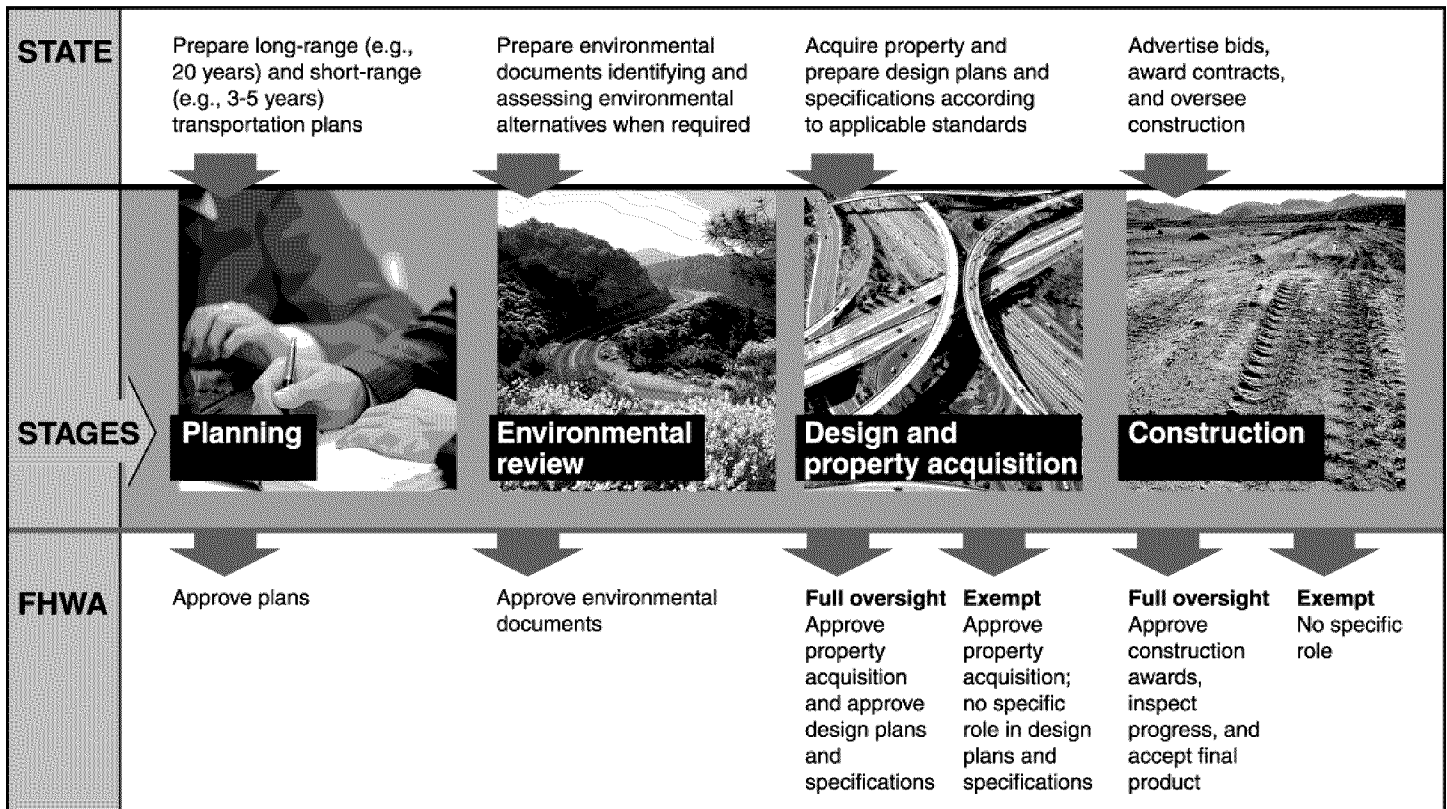 STATE
Prepare long-range (e.g.,
20 years) and short-range
(e.g., 3-5 years)
transportation plans
Prepare environmental
documents identifying and
assessing environmental
alternatives when required
Acquire property and
prepare design plans and
specifications according
to applicable standards
Advertise bids,
award contracts,
and oversee
construction
STAGES
Planning
Environmental
review
Design and
property acquisition
Construction
FHWA
Approve plans
Approve environmental
documents
Full oversight
Approve
property
acquisition
and approve
design plans
and
specifications
Exempt
Approve
property
acquisition;
no specific
role in design
plans and
specifications
Full oversight
Approve
construction
awards,
inspect
progress, and
accept final
product
Exempt
No specific
role